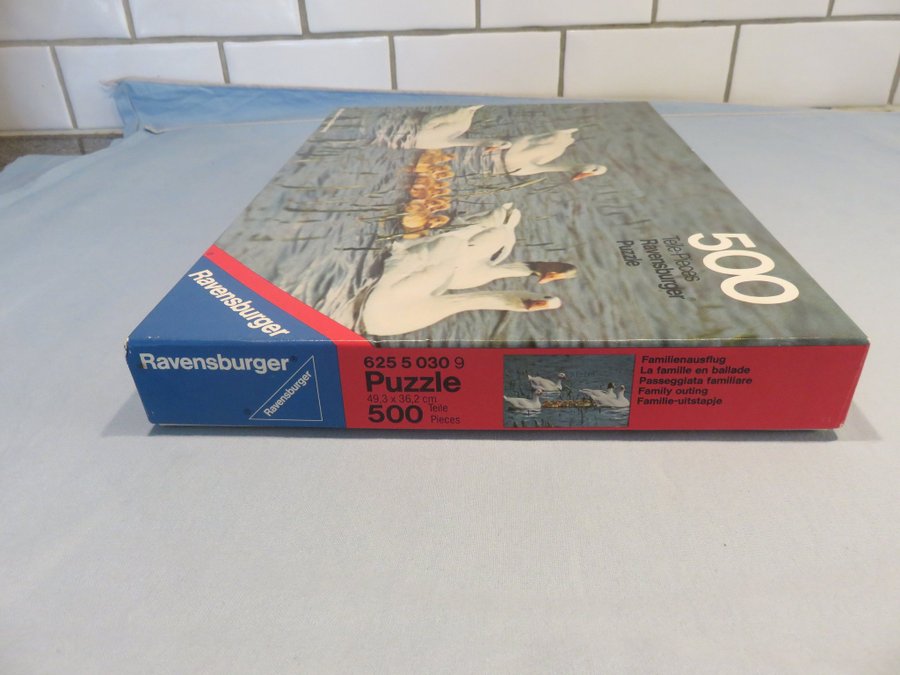 500
Teile Pieces
Ravensburger®
Puzzle
Ravensburger
Ravensburger®
Ravensburger
625 5 030 9
Puzzle
49,3 x 36,2 cm
500 Teile
Pieces
Familienausflug
La famille en ballade
Passeggiata familiare
Family outing
Familie-uitstapje